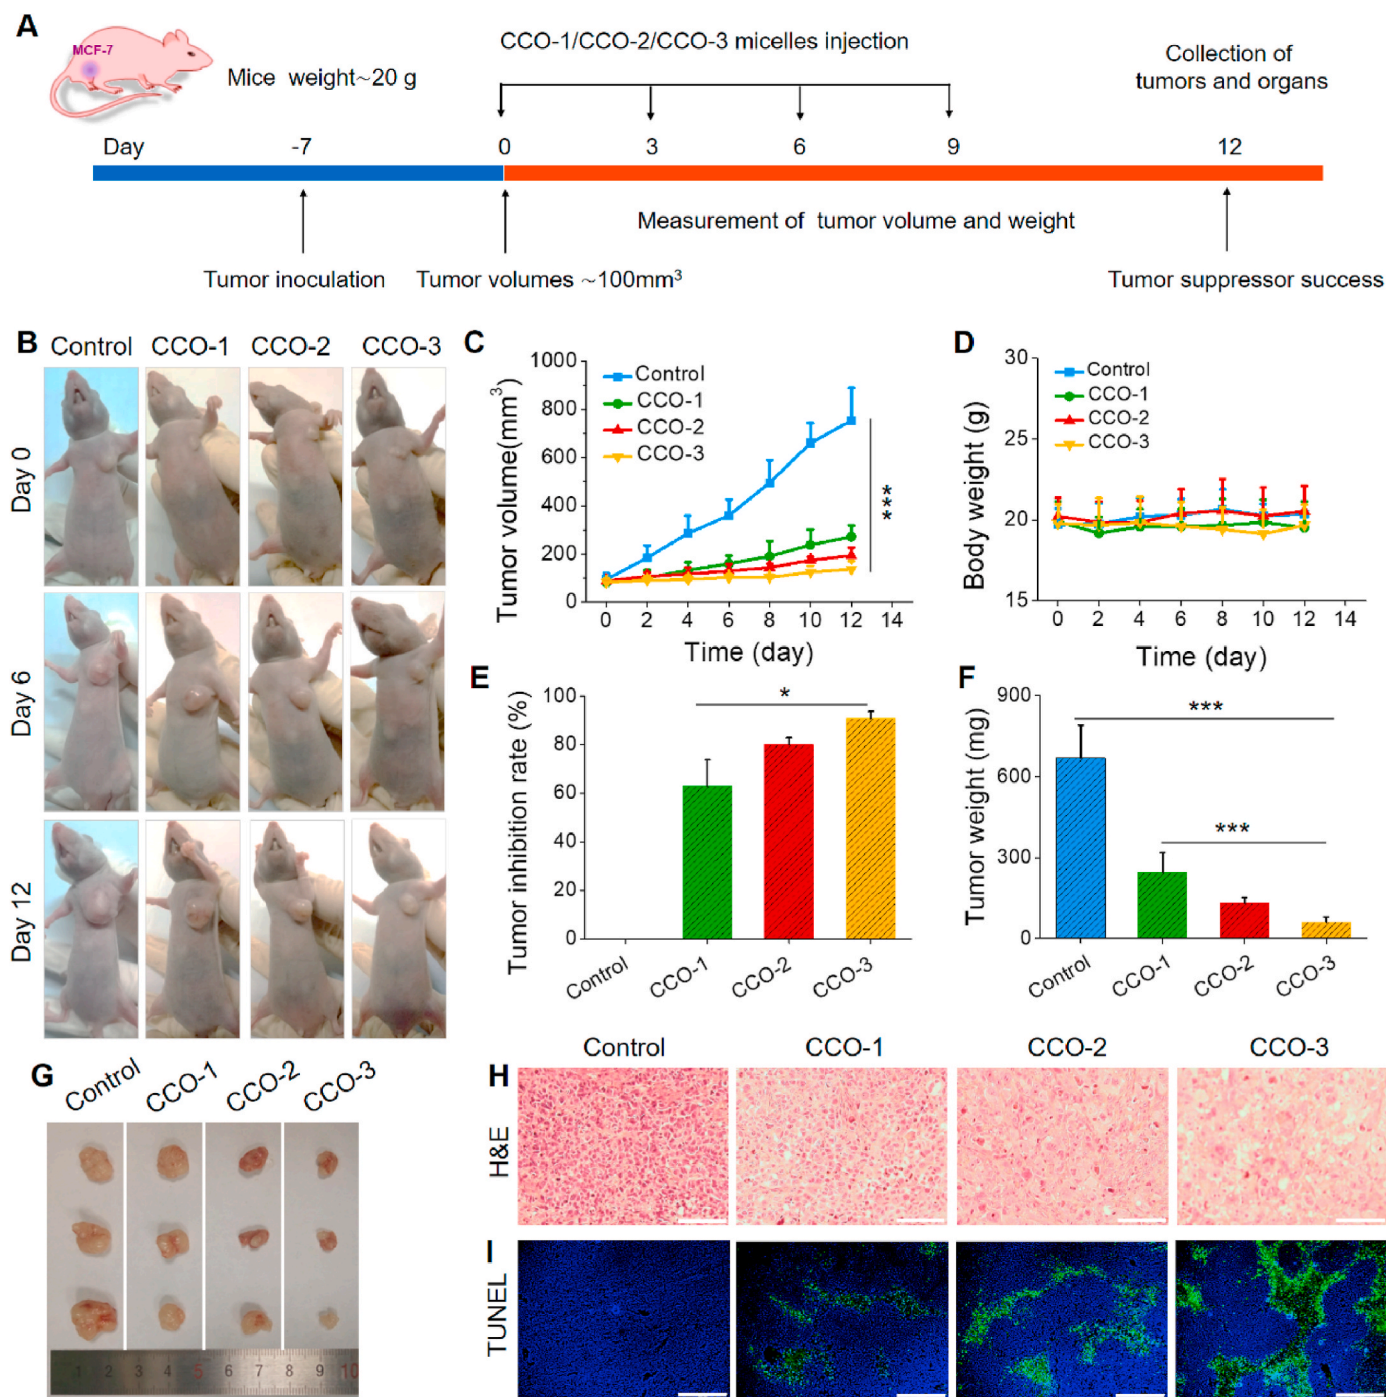 A
MCF-7
Mice weight~20 g
CCO-1/CCO-2/CCO-3 micelles injection
Collection of
tumors and organs
Day -7 0 3 6 9 12
Measurement of tumor volume and weight
Tumor inoculation
Tumor volumes ~100mm³
Tumor suppressor success
B
Control CCO-1 CCO-2 CCO-3
Day 0
Day 6
Day 12
C
Tumor volume(mm³)
1000
800
600
400
200
0
Control
CCO-1
CCO-2
CCO-3
***
0 2 4 6 8 10 12 14
Time (day)
D
Body weight (g)
30
25
20
15
Control
CCO-1
CCO-2
CCO-3
0 2 4 6 8 10 12 14
Time (day)
E
Tumor inhibition rate (%)
100
80
60
40
20
0
*
Control CCO-1 CCO-2 CCO-3
F
Tumor weight (mg)
900
600
300
0
***
***
Control CCO-1 CCO-2 CCO-3
G
Control CCO-1 CCO-2 CCO-3
1 2 3 4 5 6 7 8 9 10
Control CCO-1 CCO-2 CCO-3
H
H&E
I
TUNEL